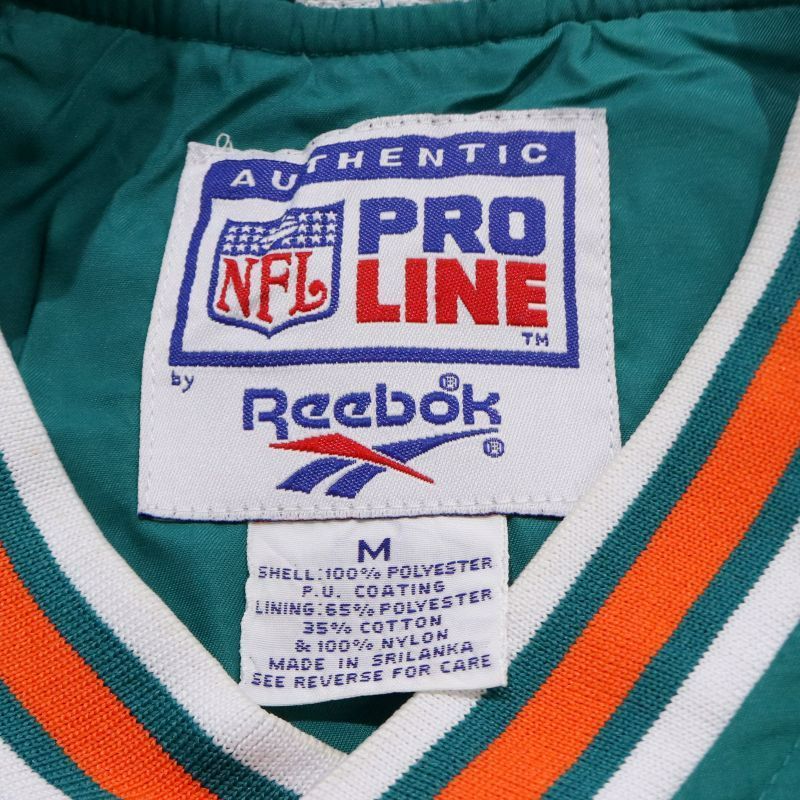 AUTHENTIC
NFL
PRO
LINE
TM
by
Reebok®
®
M
SHELL:100% POLYESTER
P.U. COATING
LINING:65% POLYESTER
35% COTTON
& 100% NYLON
MADE IN SRILANKA
SEE REVERSE FOR CARE